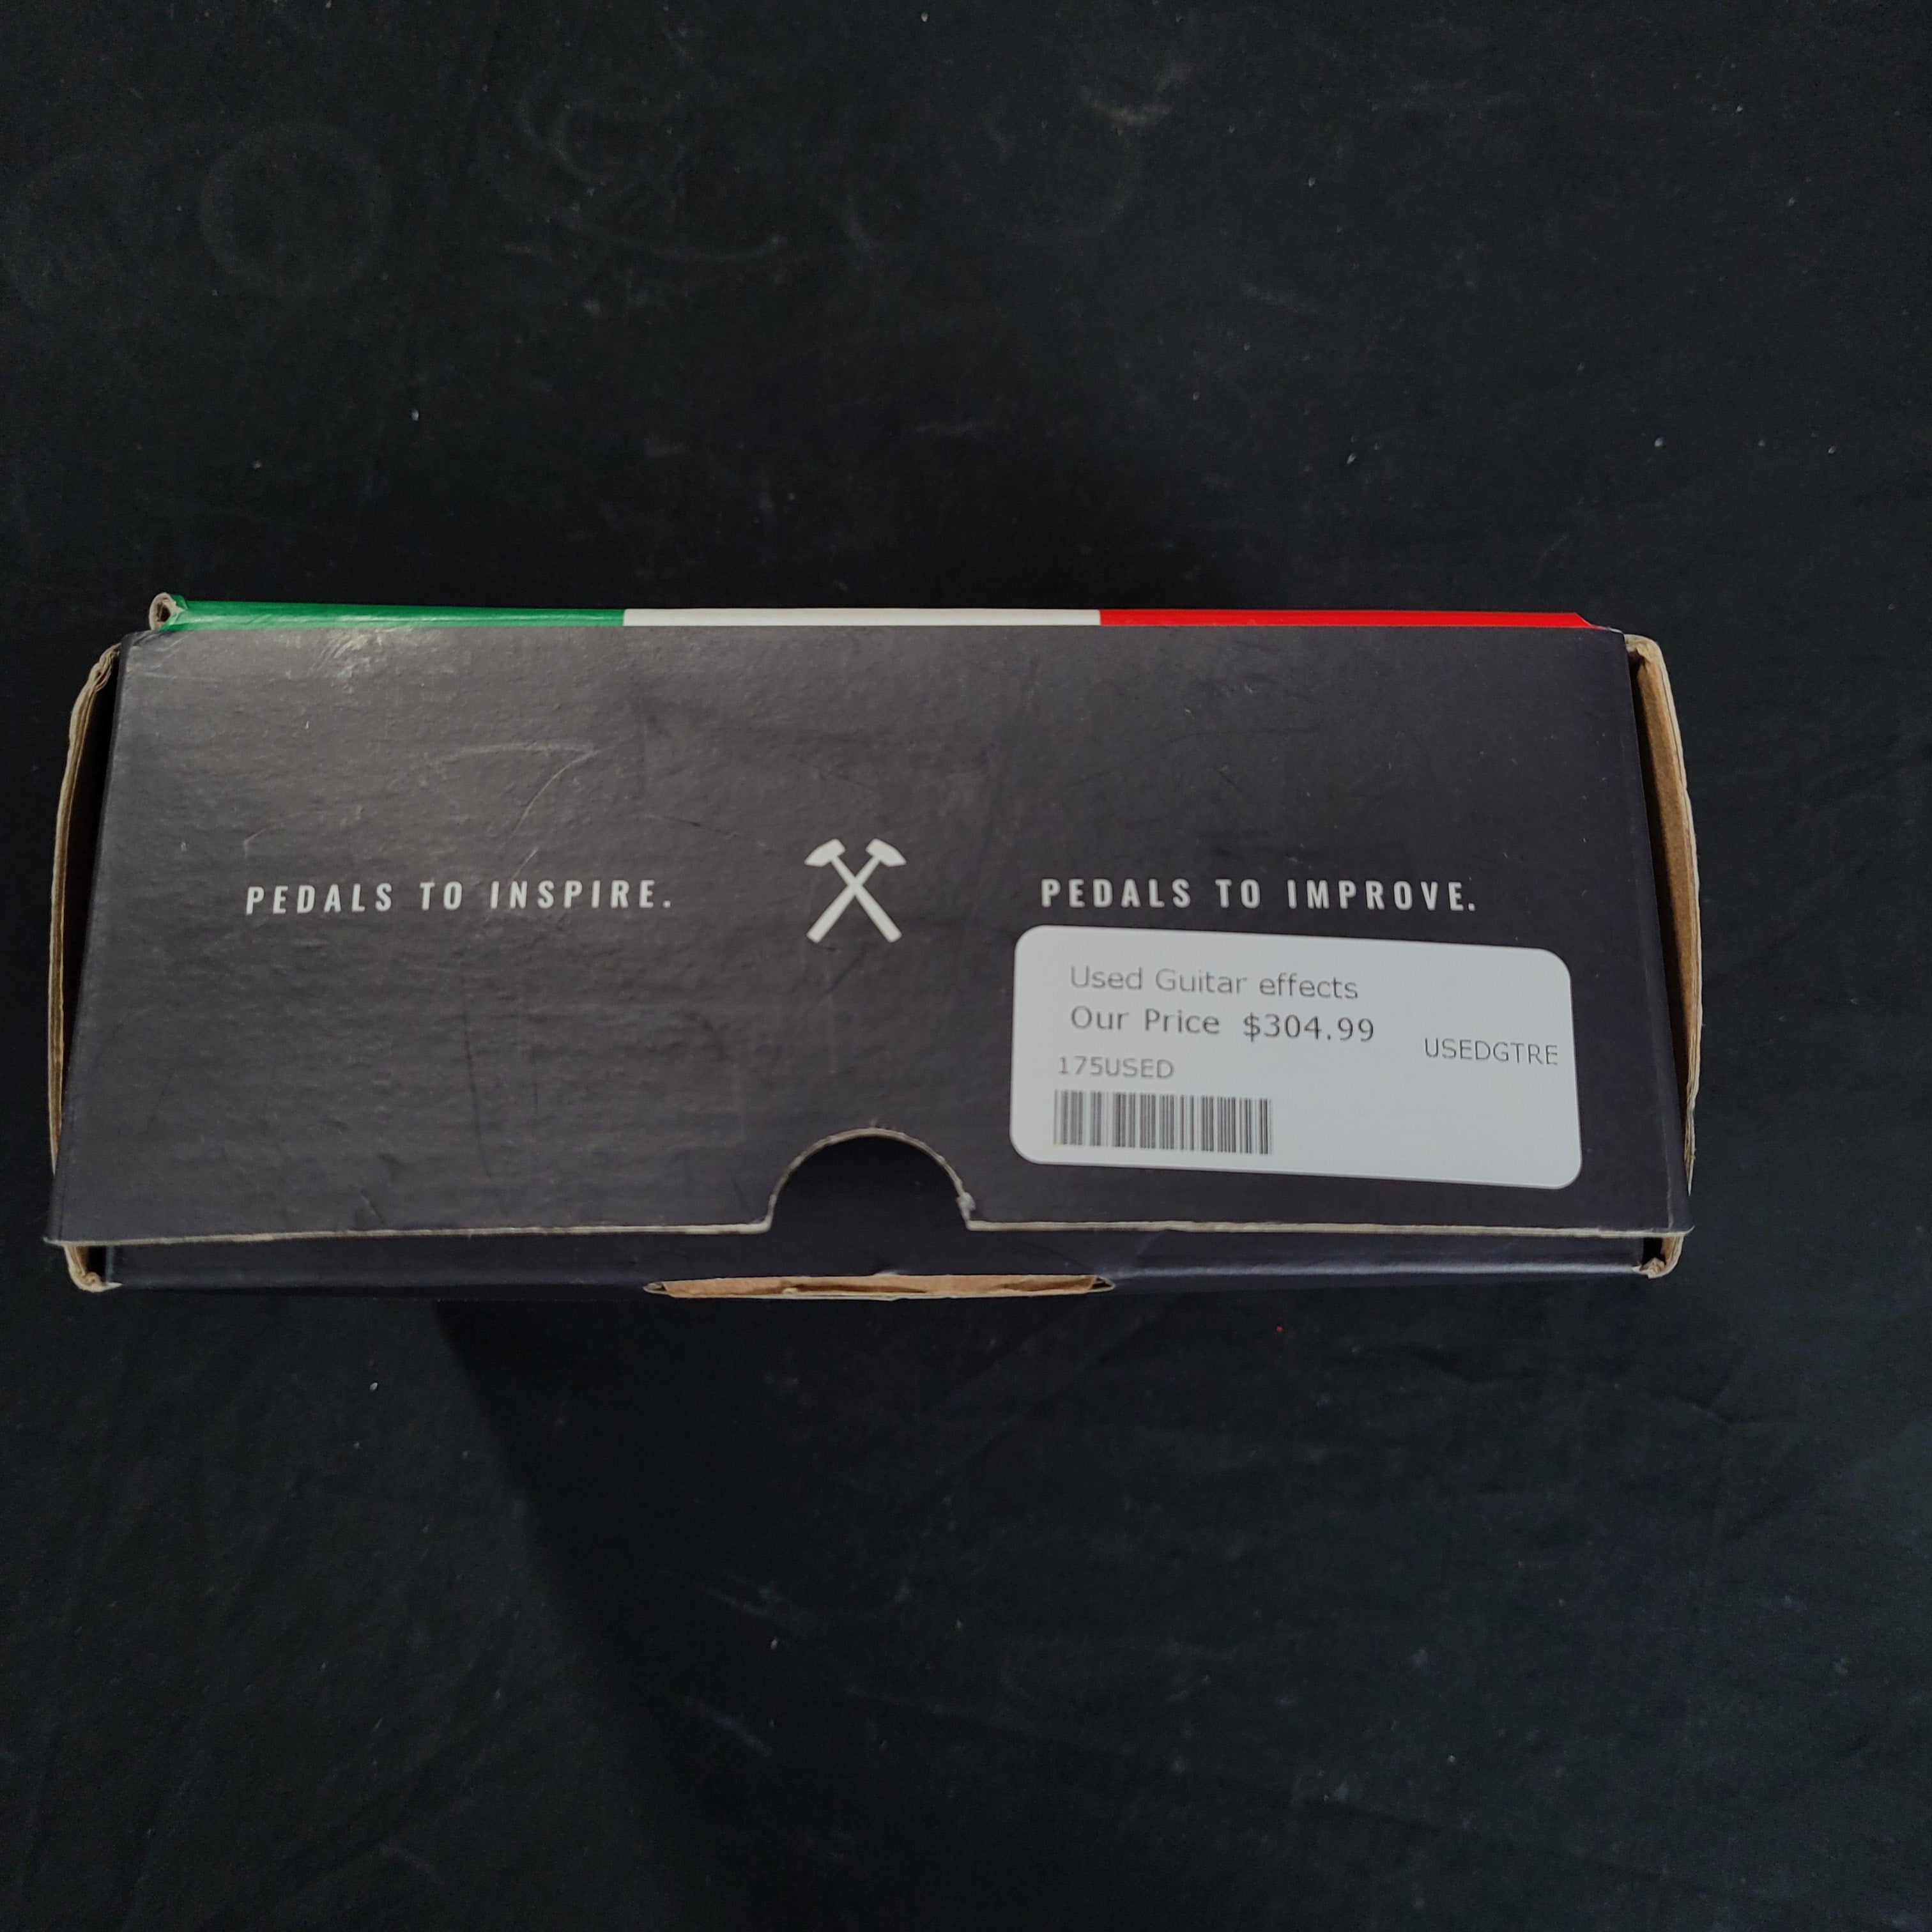 PEDALS TO INSPIRE.
PEDALS TO IMPROVE.
Used Guitar effects
Our Price $304.99
USEDGTRE
175USED